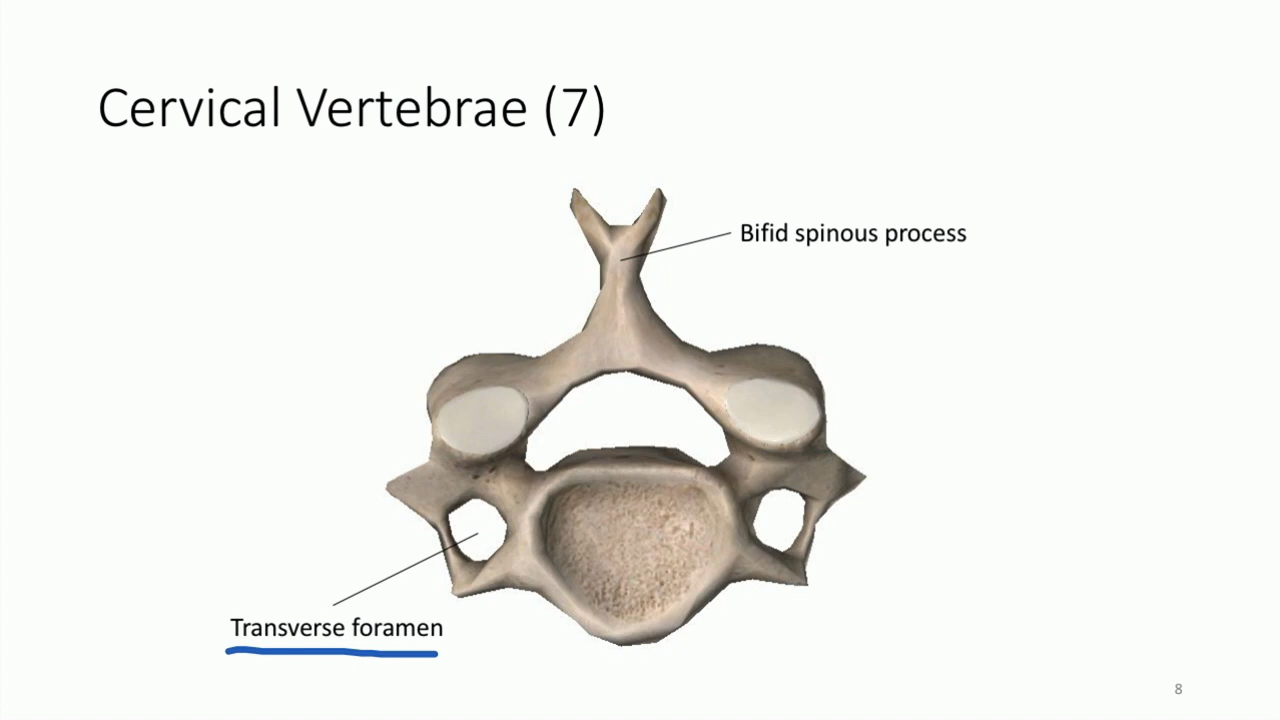 Cervical Vertebrae (7)
Bifid spinous process
Transverse foramen
8